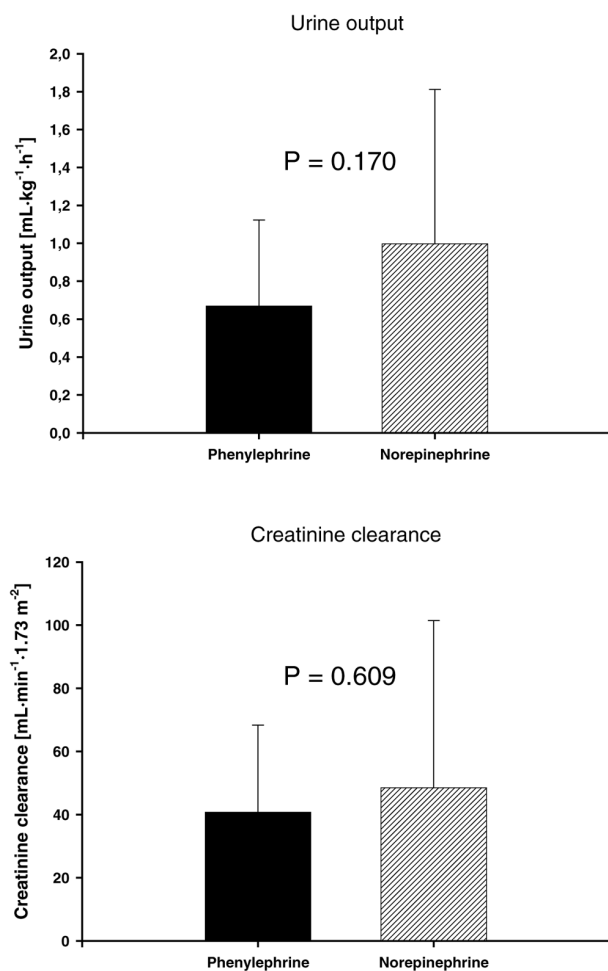 Urine output
Urine output [mL·kg⁻¹·h⁻¹]
2,0
1,8
1,6
1,4
1,2
1,0
0,8
0,6
0,4
0,2
0,0
P = 0.170
Phenylephrine
Norepinephrine
Creatinine clearance
Creatinine clearance [mL·min⁻¹·1.73 m⁻²]
120
100
80
60
40
20
0
P = 0.609
Phenylephrine
Norepinephrine